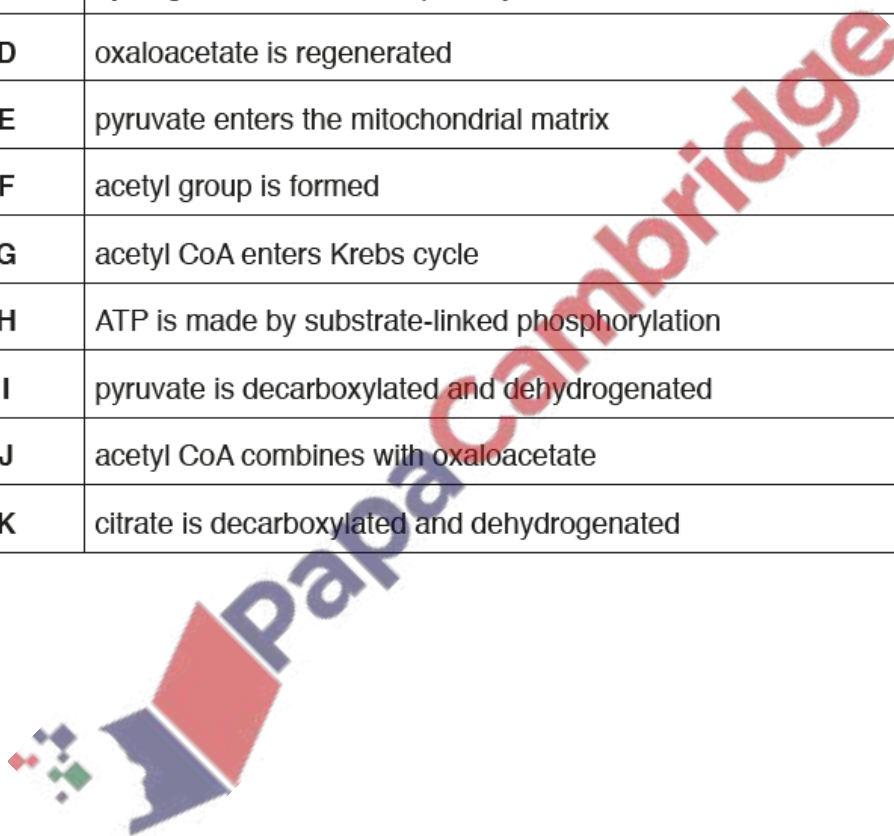 D oxaloacetate is regenerated
E pyruvate enters the mitochondrial matrix
F acetyl group is formed
G acetyl CoA enters Krebs cycle
H ATP is made by substrate-linked phosphorylation
I pyruvate is decarboxylated and dehydrogenated
J acetyl CoA combines with oxaloacetate
K citrate is decarboxylated and dehydrogenated
PapaCambridge